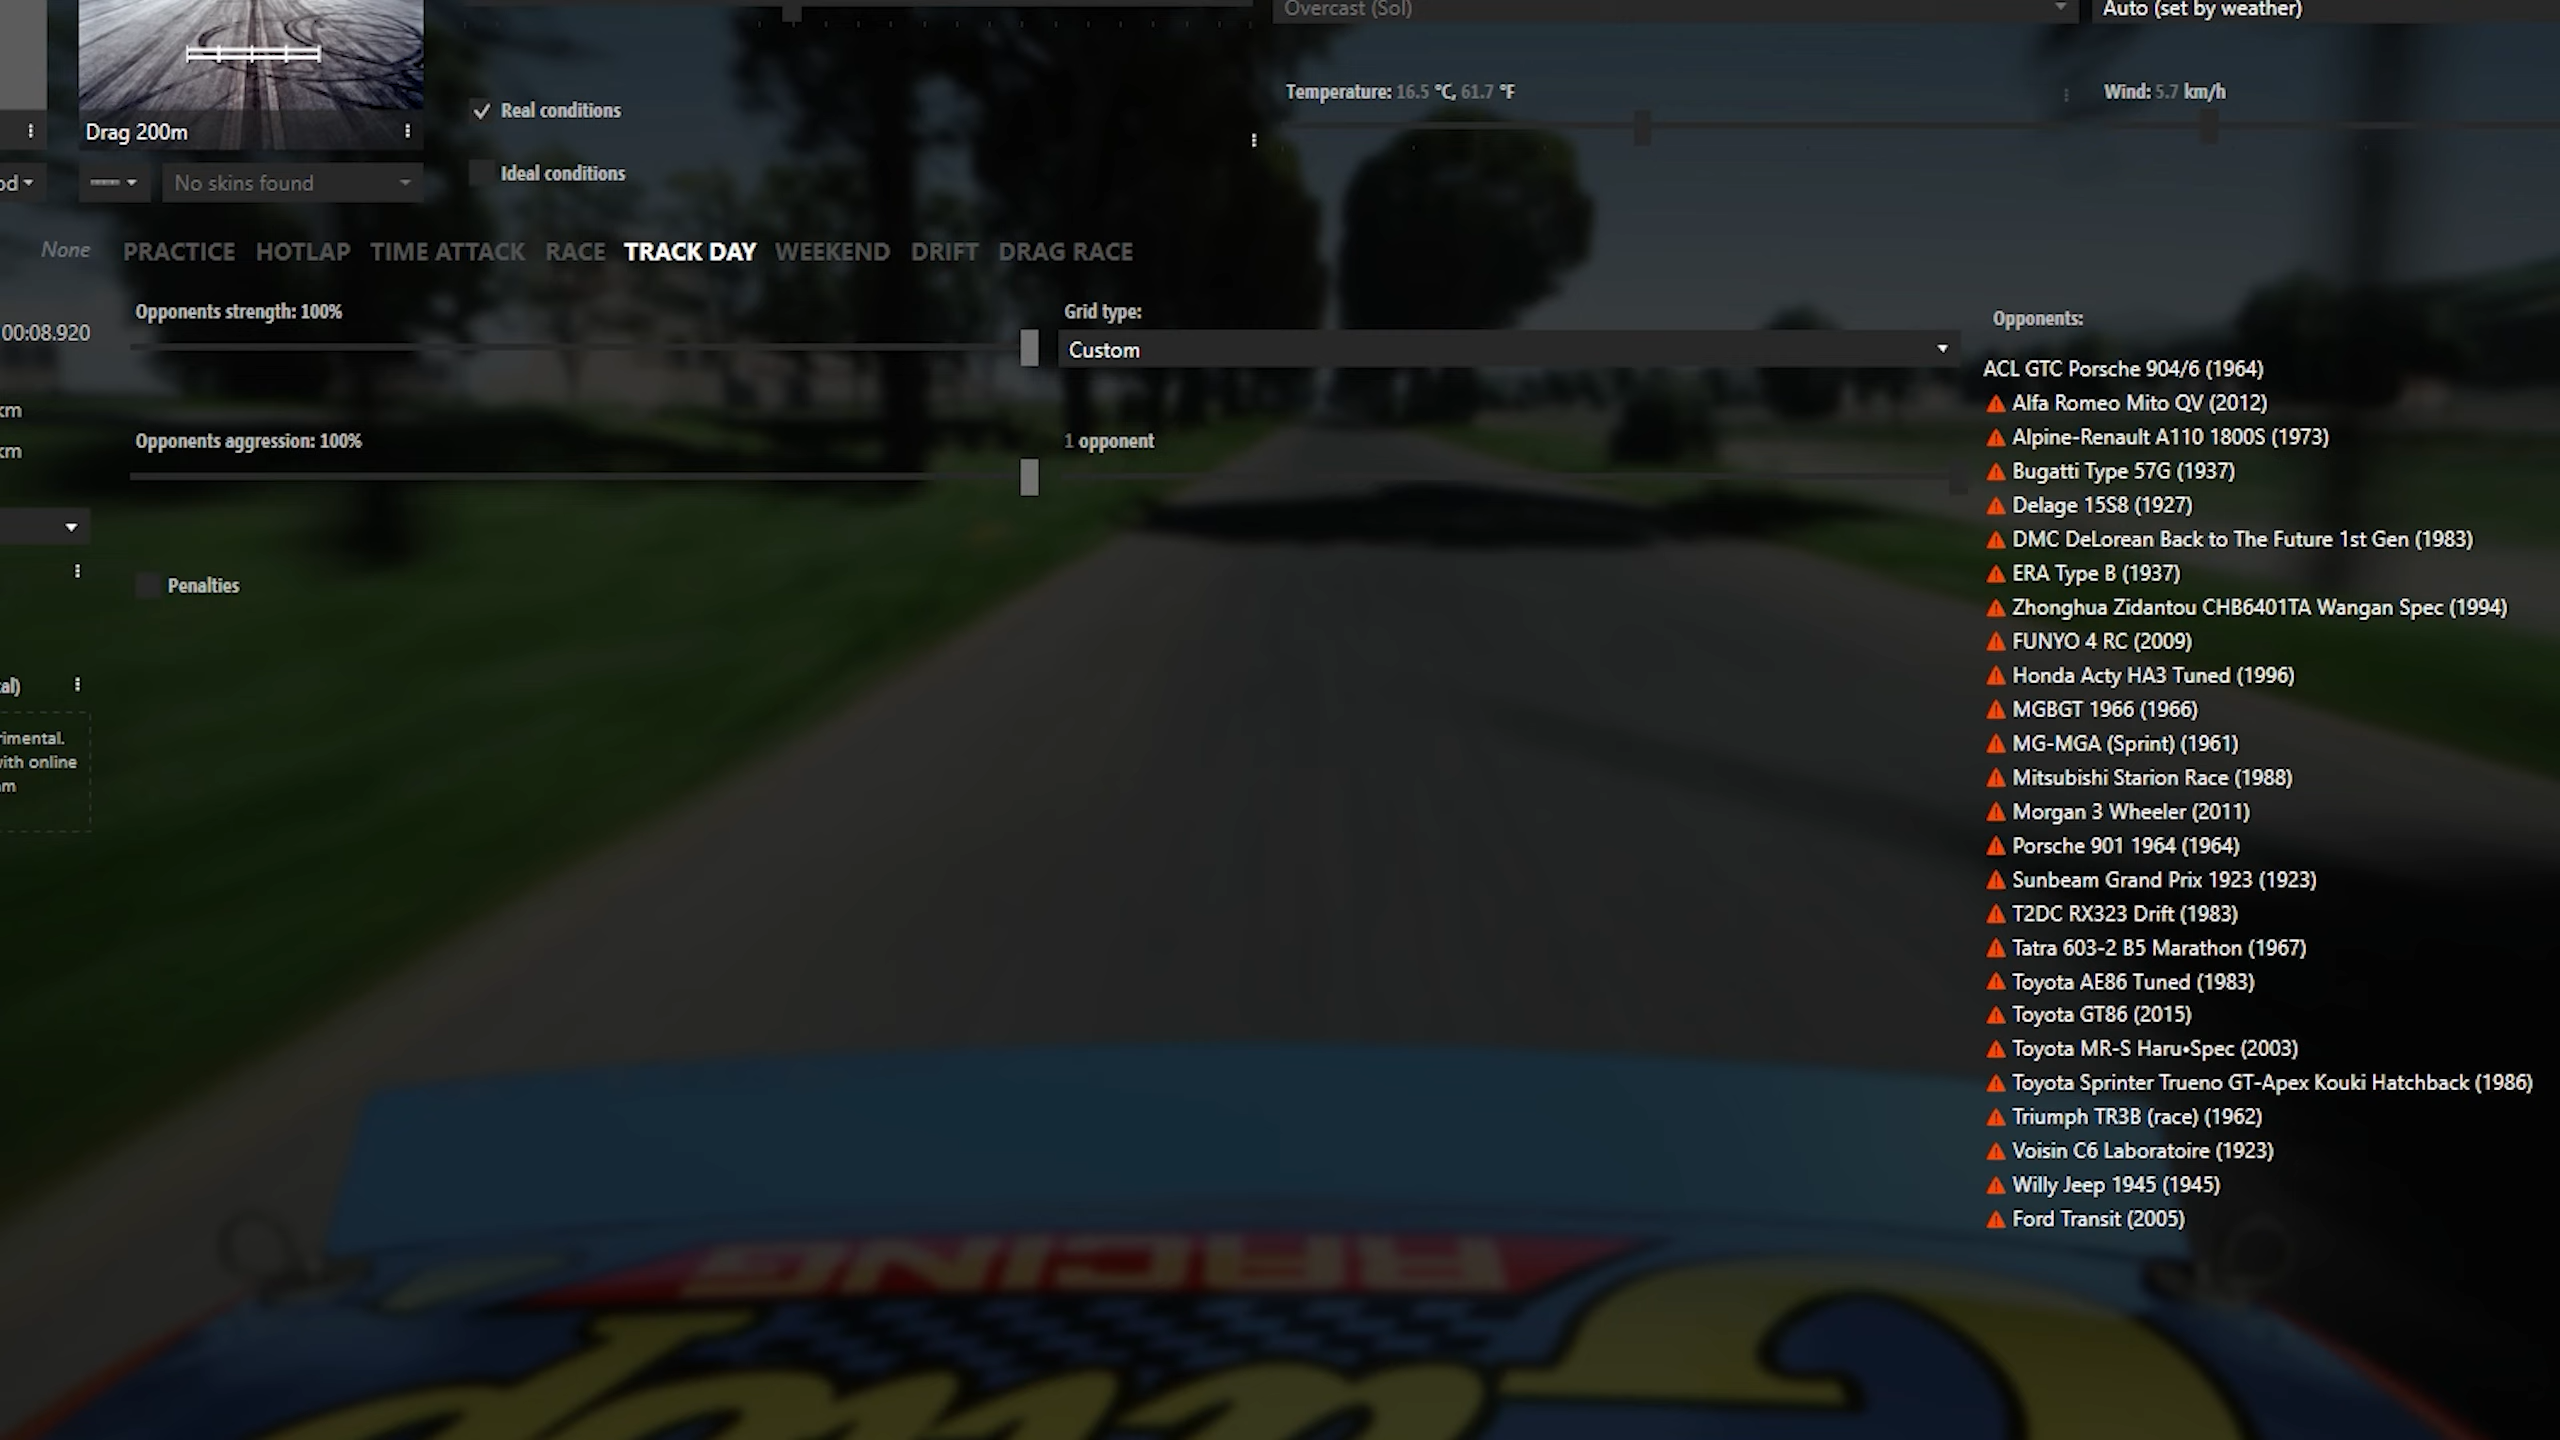 Overcast (Sol)
Auto (set by weather)
Drag 200m
Real conditions
Temperature: 16.5 °C, 61.7 °F
Wind: 5.7 km/h
Ideal conditions
No skins found
None
PRACTICE HOTLAP TIME ATTACK RACE TRACK DAY WEEKEND DRIFT DRAG RACE
00:08.920
Opponents strength: 100%
Grid type:
Custom
km
km
Opponents aggression: 100%
1 opponent
Penalties
with online
Opponents:
ACL GTC Porsche 904/6 (1964)
Alfa Romeo Mito QV (2012)
Alpine-Renault A110 1800S (1973)
Bugatti Type 57G (1937)
Delage 15S8 (1927)
DMC DeLorean Back to The Future 1st Gen (1983)
ERA Type B (1937)
Zhonghua Zidantou CHB6401TA Wangan Spec (1994)
FUNYO 4 RC (2009)
Honda Acty HA3 Tuned (1996)
MGBGT 1966 (1966)
MG-MGA (Sprint) (1961)
Mitsubishi Starion Race (1988)
Morgan 3 Wheeler (2011)
Porsche 901 1964 (1964)
Sunbeam Grand Prix 1923 (1923)
T2DC RX323 Drift (1983)
Tatra 603-2 B5 Marathon (1967)
Toyota AE86 Tuned (1983)
Toyota GT86 (2015)
Toyota MR-S Haru•Spec (2003)
Toyota Sprinter Trueno GT-Apex Kouki Hatchback (1986)
Triumph TR3B (race) (1962)
Voisin C6 Laboratoire (1923)
Willy Jeep 1945 (1945)
Ford Transit (2005)
RACING